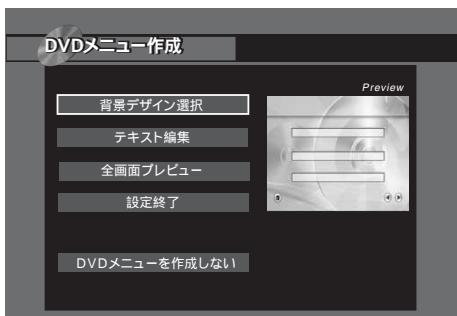 DVDメニュー作成
Preview
背景デザイン選択
テキスト編集
全画面プレビュー
設定終了
DVDメニューを作成しない